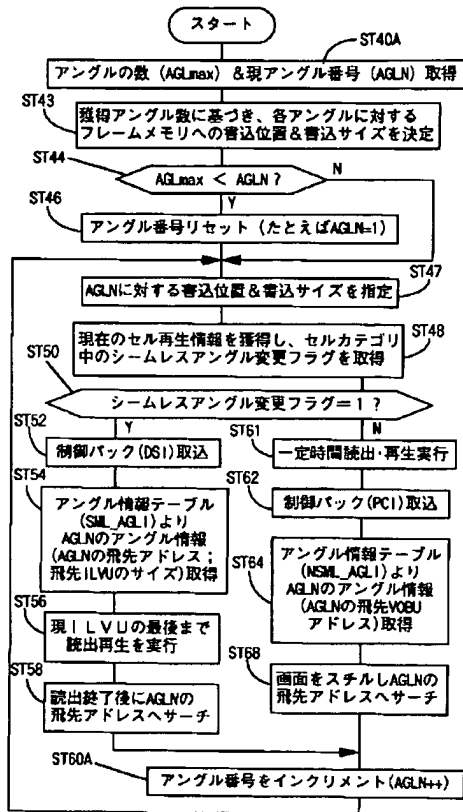 スタート
ST40A
アングルの数 (AGLmax) &現アングル番号 (AGLN) 取得
ST43
獲得アングル数に基づき、各アングルに対する
フレームメモリへの書込位置&書込サイズを決定
ST44
AGLmax < AGLN ?
N
Y
ST46
アングル番号リセット (たとえばAGLN=1)
ST47
AGLNに対する書込位置&書込サイズを指定
ST48
現在のセル再生情報を獲得し、セルカテゴリ
中のシームレスアングル変更フラグを取得
ST50
シームレスアングル変更フラグ=1 ?
Y
N
ST52
制御パック(DSI)取込
ST54
アングル情報テーブル
(SML_AGLI)より
AGLNのアングル情報
(AGLNの飛先アドレス;
飛先ILVUのサイズ)取得
ST56
現ILVUの最後まで
読出再生を実行
ST58
読出終了後にAGLNの
飛先アドレスへサーチ
ST61
一定時間読出・再生実行
ST62
制御パック(PCI)取込
ST64
アングル情報テーブル
(NSML_AGLI)より
AGLNのアングル情報
(AGLNの飛先VOBU
アドレス)取得
ST68
画面をスチルしAGLNの
飛先アドレスへサーチ
ST60A
アングル番号をインクリメント(AGLN++)